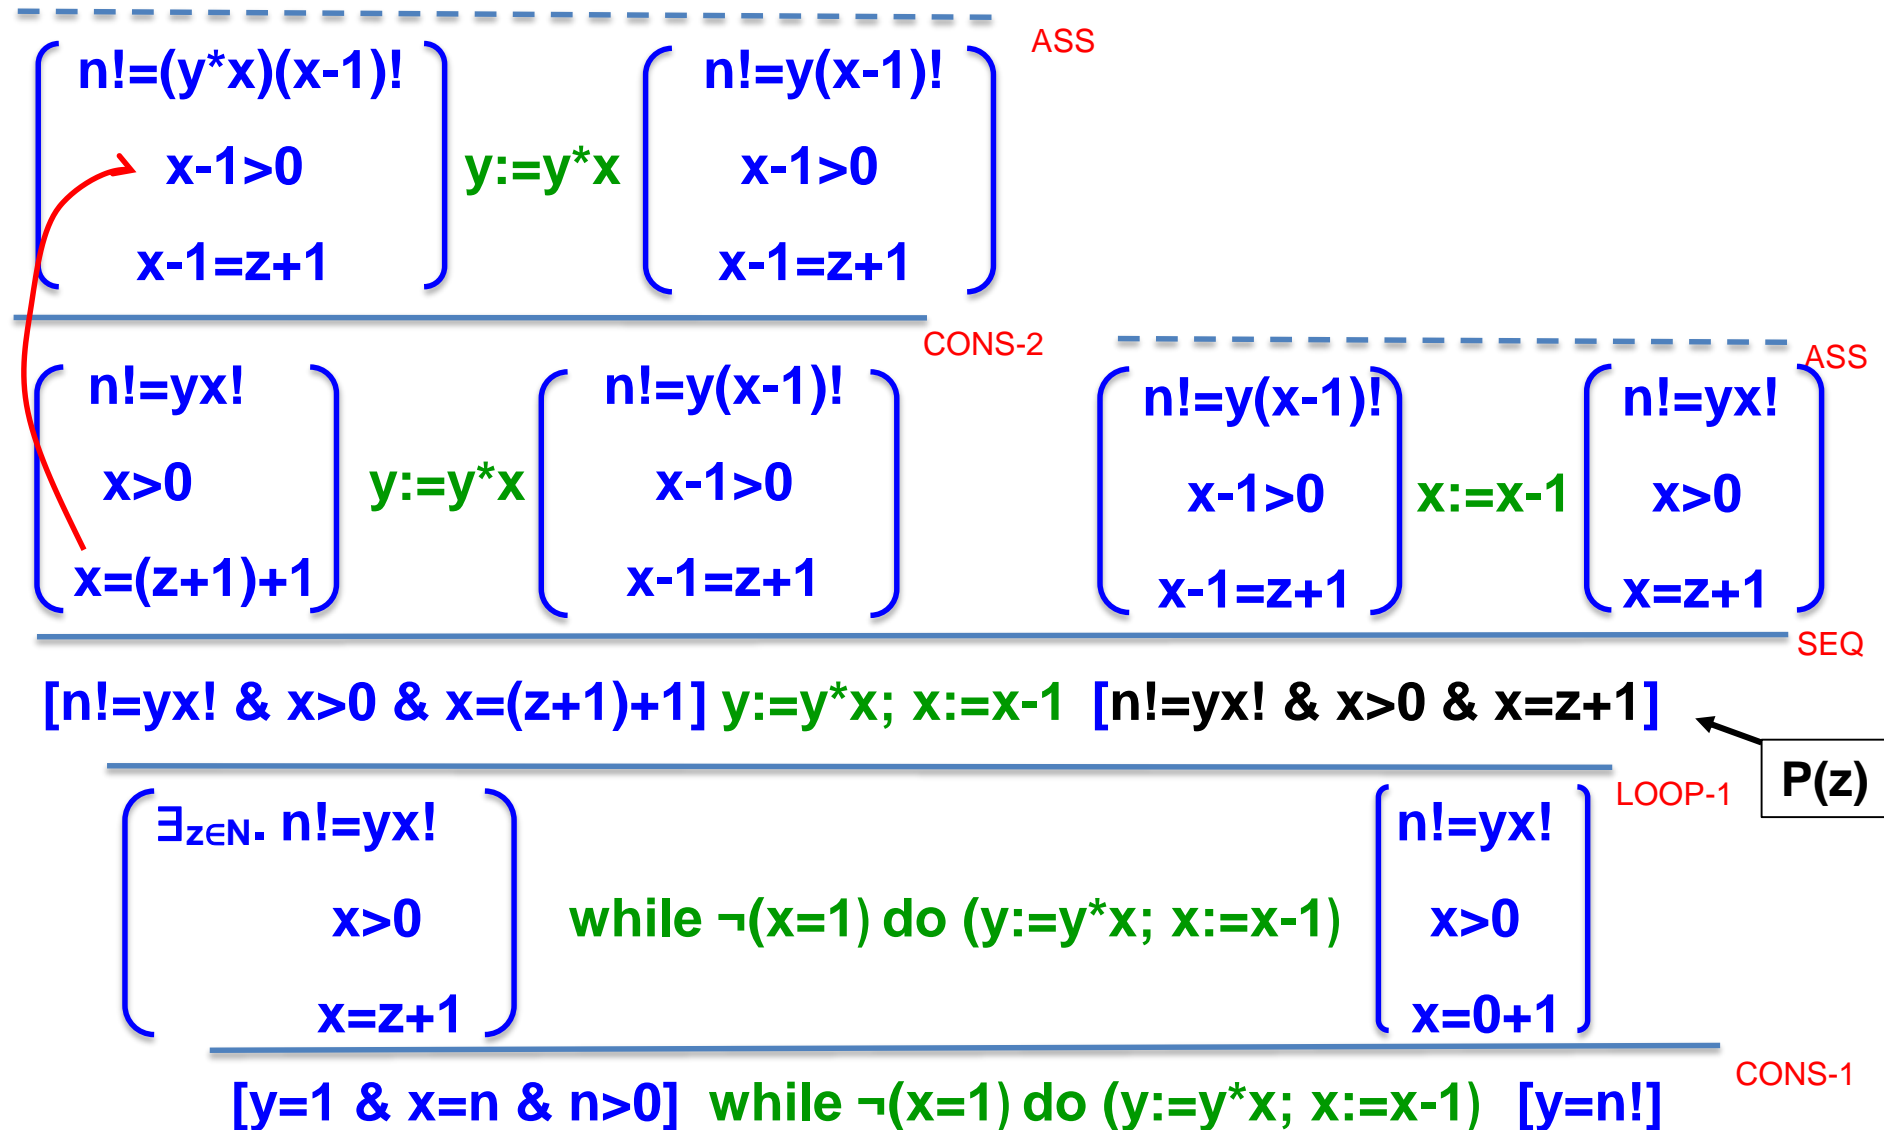 ASS
n!=(y*x)(x-1)! n!=y(x-1)!
x-1>0 y:=y*x x-1>0
x-1=z+1 x-1=z+1
CONS-2
ASS
n!=yx! n!=y(x-1)! n!=y(x-1)! n!=yx!
x>0 y:=y*x x-1>0 x-1>0 x:=x-1 x>0
x=(z+1)+1 x-1=z+1 x-1=z+1 x=z+1
SEQ
[n!=yx! & x>0 & x=(z+1)+1] y:=y*x; x:=x-1 [n!=yx! & x>0 & x=z+1]
P(z)
LOOP-1
∃z∈N. n!=yx! n!=yx!
x>0 while ¬(x=1) do (y:=y*x; x:=x-1) x>0
x=z+1 x=0+1
CONS-1
[y=1 & x=n & n>0] while ¬(x=1) do (y:=y*x; x:=x-1) [y=n!]